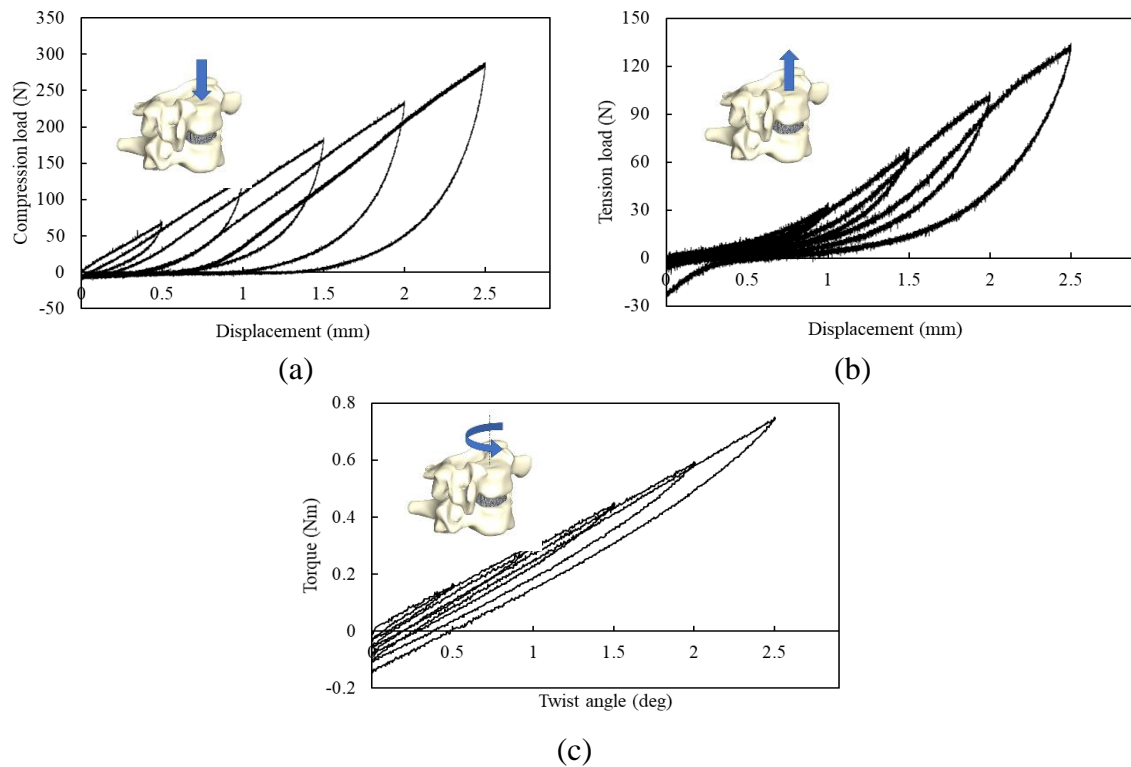 350
300
250
200
150
100
50
0
-50
Compression load (N)
0 0.5 1 1.5 2 2.5
Displacement (mm)
(a)
150
120
90
60
30
0
-30
Tension load (N)
0 0.5 1 1.5 2 2.5
Displacement (mm)
(b)
0.8
0.6
0.4
0.2
0
-0.2
Torque (Nm)
0 0.5 1 1.5 2 2.5
Twist angle (deg)
(c)